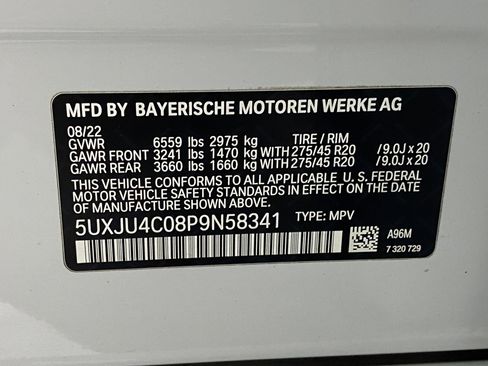 MFD BY BAYERISCHE MOTOREN WERKE AG
08/22
GVWR 6559 lbs 2975 kg TIRE / RIM
GAWR FRONT 3241 lbs 1470 kg WITH 275/45 R20 /9.0J x 20
GAWR REAR 3660 lbs 1660 kg WITH 275/45 R20 /9.0J x 20
THIS VEHICLE CONFORMS TO ALL APPLICABLE U. S. FEDERAL
MOTOR VEHICLE SAFETY STANDARDS IN EFFECT ON THE DATE OF
MANUFACTURE SHOWN ABOVE.
5UXJU4C08P9N58341 TYPE: MPV
A96M
7 320 729